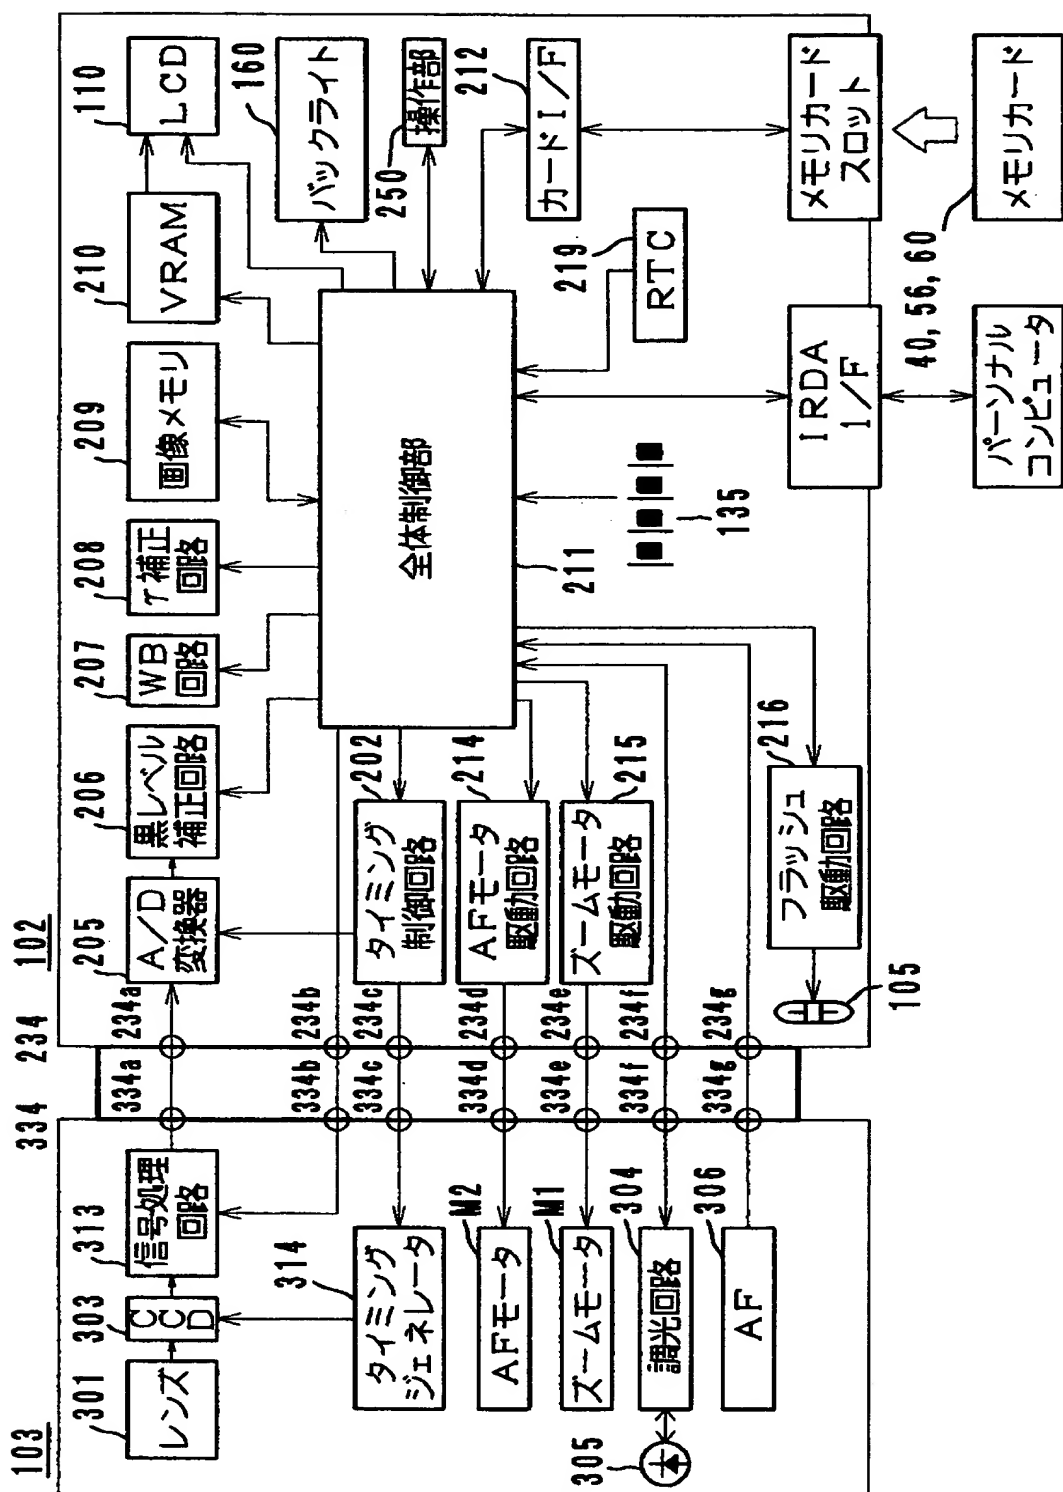 103
334
234
102
301
レンズ
303
CCD
313
信号処理
回路
334a
234a
205
A/D
変換器
206
黒レベル
補正回路
207
WB
回路
208
γ補正
回路
209
画像メモリ
210
VRAM
110
LCD
160
バックライト
250
操作部
212
カードI/F
メモリカード
スロット
40,56,60
メモリカード
219
RTC
IRDA
I/F
パーソナル
コンピュータ
全体制御部
211
135
334b
234b
314
タイミング
ジェネレータ
334c
234c
202
タイミング
制御回路
M2
AFモータ
334d
234d
214
AFモータ
駆動回路
M1
ズームモータ
334e
234e
215
ズームモータ
駆動回路
305
304
調光回路
334f
234f
306
AF
334g
234g
216
フラッシュ
駆動回路
105